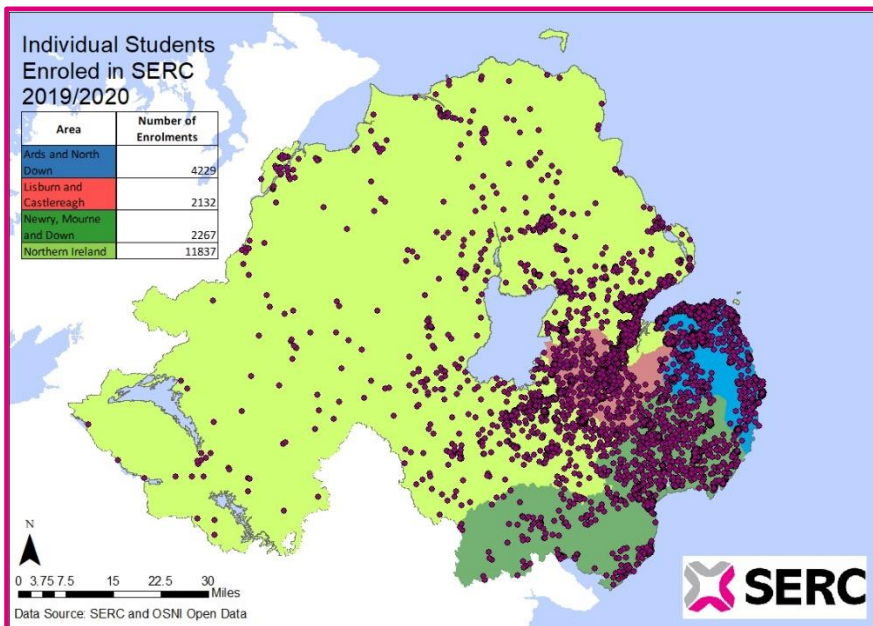 Individual Students
Enroled in SERC
2019/2020
Area Number of
Enrolments
Ards and North
Down 4229
Lisburn and
Castlereagh 2132
Newry, Mourne
and Down 2267
Northern Ireland 11837
N
0 3.75 7.5 15 22.5 30
Miles
Data Source: SERC and OSNI Open Data
SERC